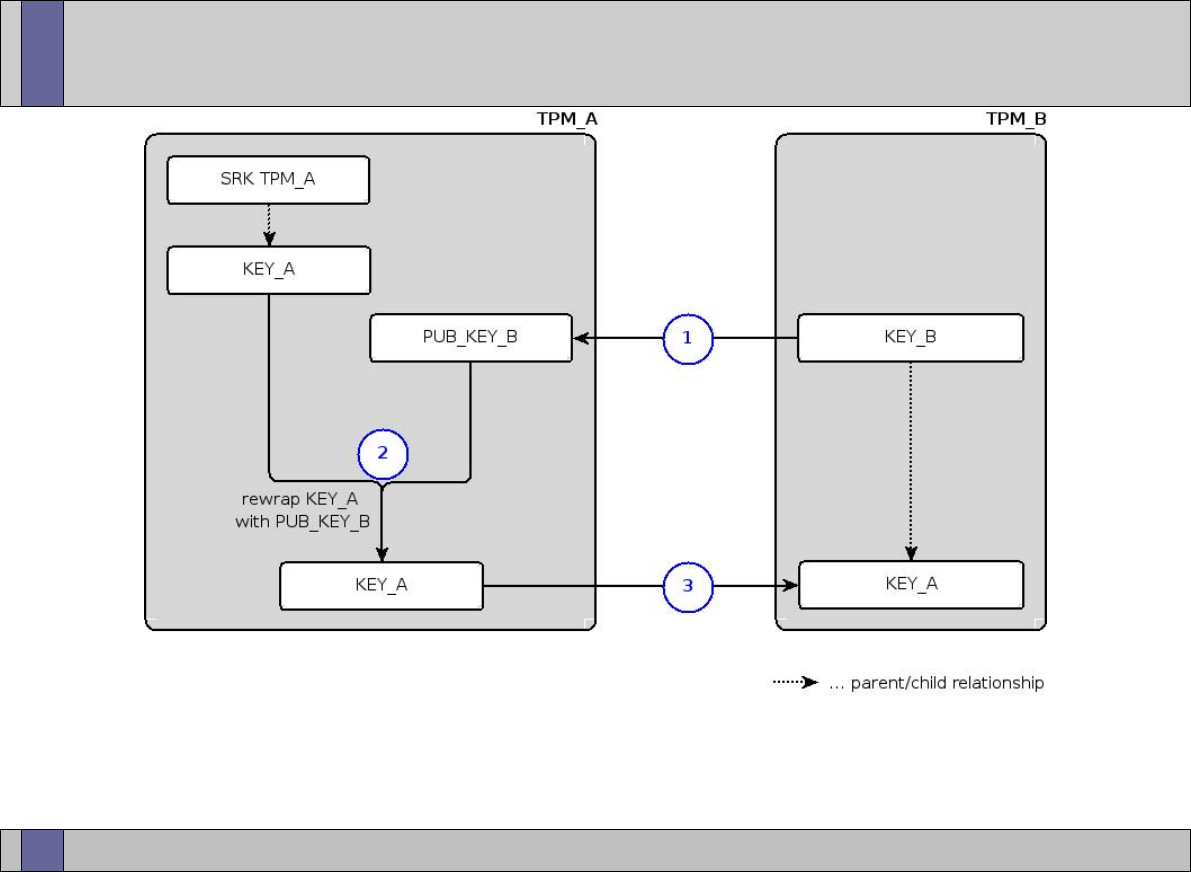 TPM_A
TPM_B
SRK TPM_A
KEY_A
PUB_KEY_B
1
KEY_B
2
rewrap KEY_A
with PUB_KEY_B
KEY_A
3
KEY_A
... parent/child relationship